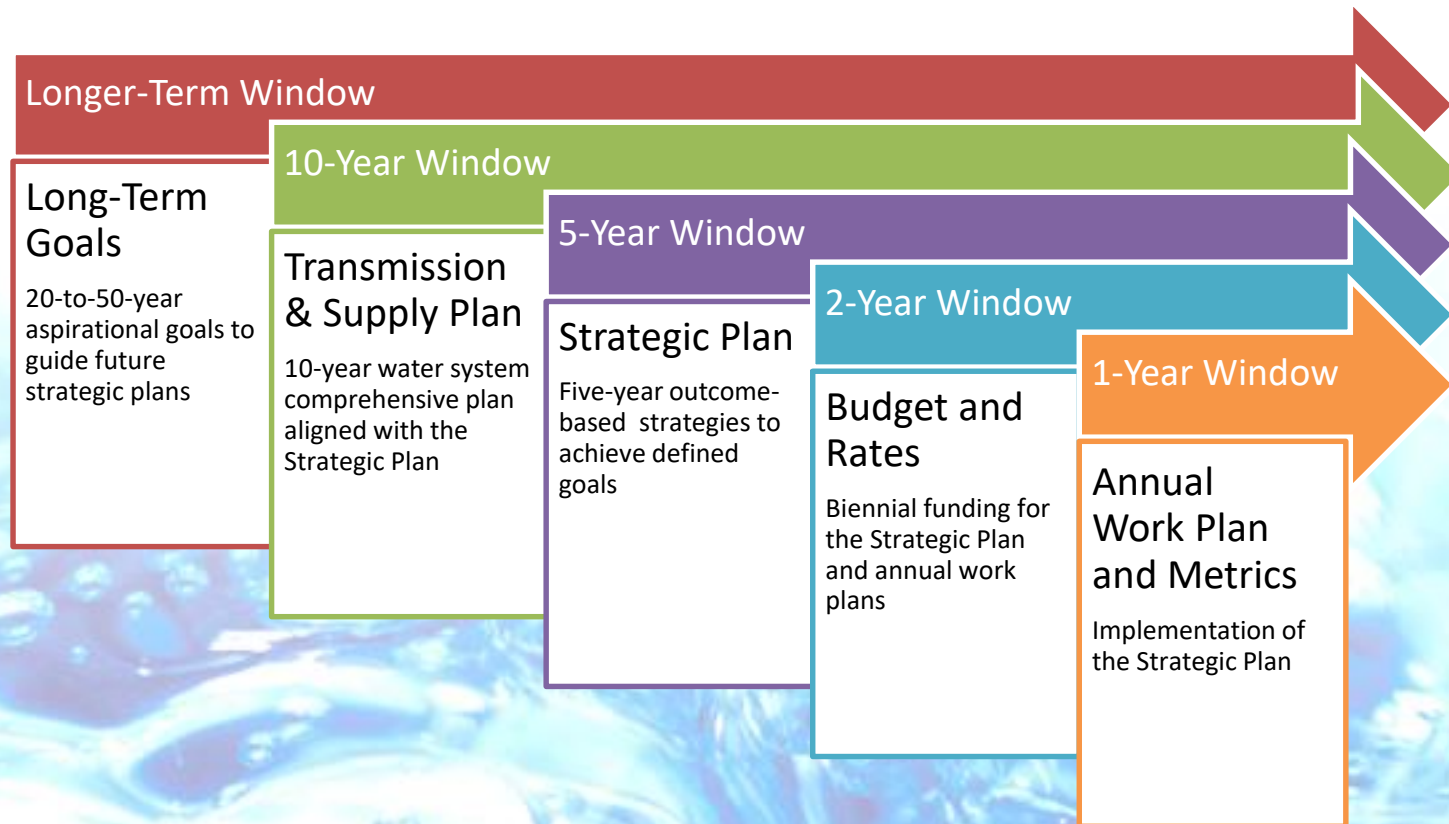 Longer-Term Window
Long-Term
Goals
20-to-50-year
aspirational goals to
guide future
strategic plans
10-Year Window
Transmission
& Supply Plan
10-year water system
comprehensive plan
aligned with the
Strategic Plan
5-Year Window
Strategic Plan
Five-year outcome-
based strategies to
achieve defined
goals
2-Year Window
Budget and
Rates
Biennial funding for
the Strategic Plan
and annual work
plans
1-Year Window
Annual
Work Plan
and Metrics
Implementation of
the Strategic Plan